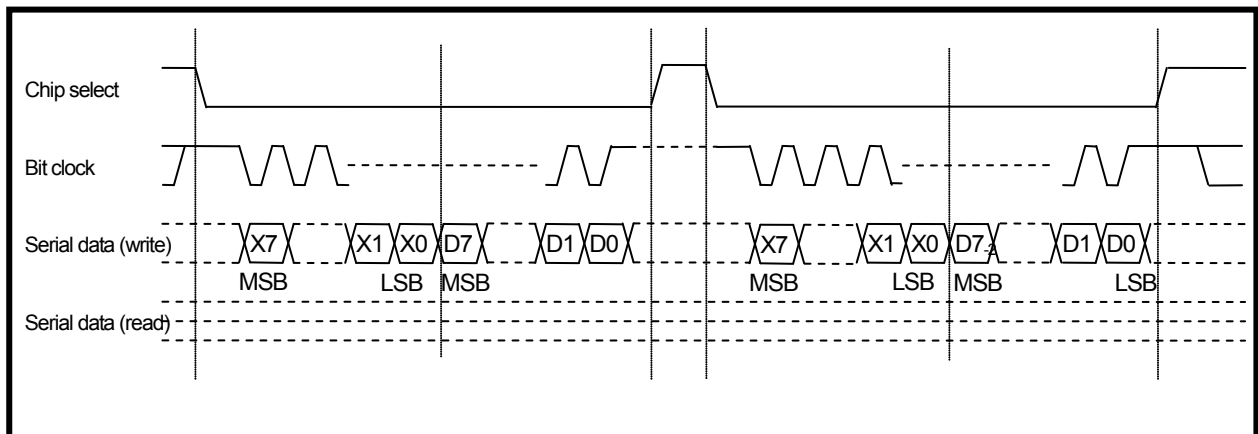 Chip select
Bit clock
Serial data (write) X7 X1 X0 D7 D1 D0 X7 X1 X0 D7-2 D1 D0
MSB LSB MSB MSB LSB MSB LSB
Serial data (read)